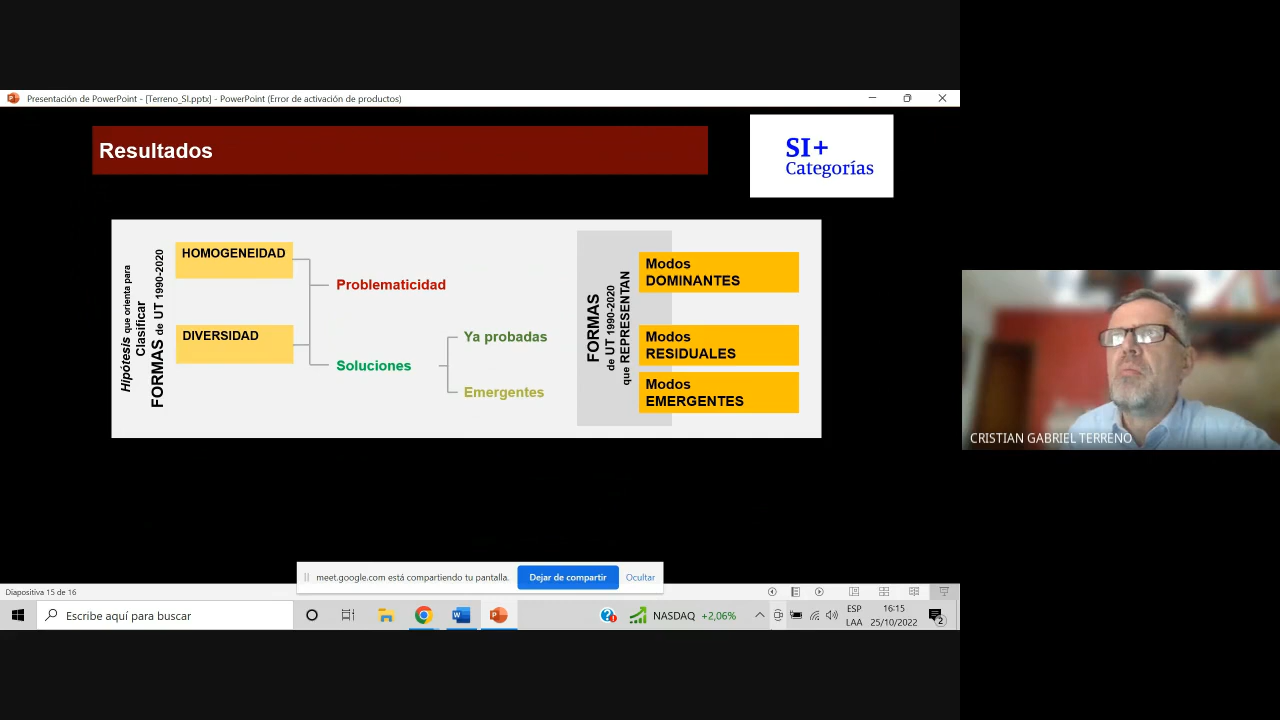 Presentación de PowerPoint - [Terreno_SI.pptx] - PowerPoint (Error de activación de productos)
Resultados
SI+
Categorías
Hipótesis que orienta para
Clasificar
FORMAS de UT 1990-2020
HOMOGENEIDAD
DIVERSIDAD
Problematicidad
Soluciones
Ya probadas
Emergentes
FORMAS
de UT 1990-2020
que REPRESENTAN
Modos
DOMINANTES
Modos
RESIDUALES
Modos
EMERGENTES
CRISTIAN GABRIEL TERRENO
meet.google.com está compartiendo tu pantalla.
Dejar de compartir
Ocultar
Diapositiva 15 de 16
Escribe aquí para buscar
NASDAQ +2,06%
ESP
LAA
16:15
25/10/2022
2